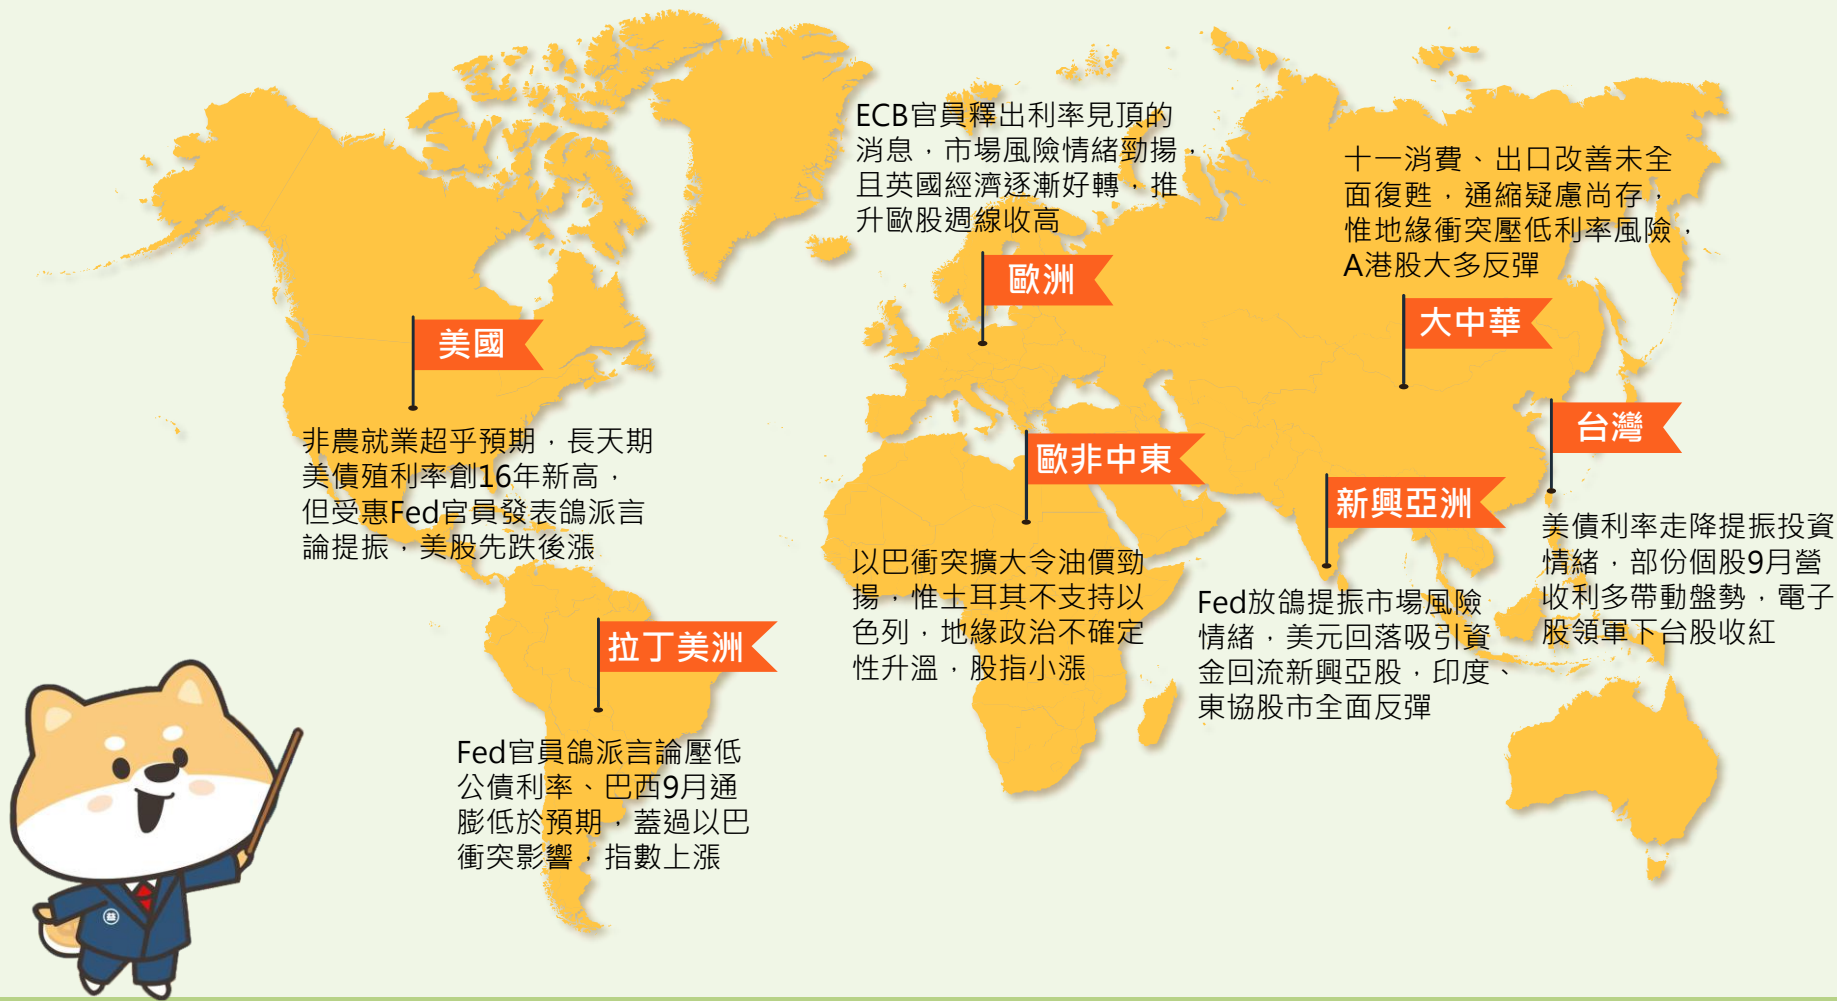 美國
非農就業超乎預期，長天期
美債殖利率創16年新高，
但受惠Fed官員發表鴿派言
論提振，美股先跌後漲
拉丁美洲
Fed官員鴿派言論壓低
公債利率、巴西9月通
膨低於預期，蓋過以巴
衝突影響，指數上漲
ECB官員釋出利率見頂的
消息，市場風險情緒勁揚，
且英國經濟逐漸好轉，推
升歐股週線收高
歐洲
歐非中東
以巴衝突擴大令油價勁
揚，惟土耳其不支持以
色列，地緣政治不確定
性升溫，股指小漲
十一消費、出口改善未全
面復甦，通縮疑慮尚存，
惟地緣衝突壓低利率風險，
A港股大多反彈
大中華
新興亞洲
Fed放鴿提振市場風險
情緒，美元回落吸引資
金回流新興亞股，印度、
東協股市全面反彈
台灣
美債利率走降提振投資
情緒，部份個股9月營
收利多帶動盤勢，電子
股領軍下台股收紅